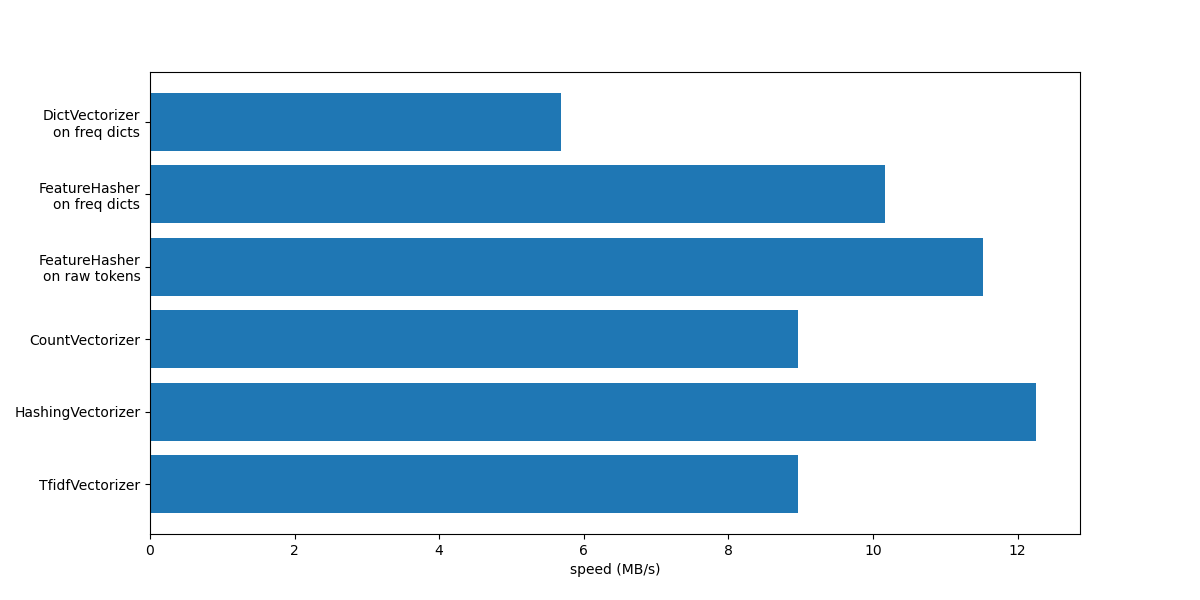 DictVectorizer
on freq dicts
FeatureHasher
on freq dicts
FeatureHasher
on raw tokens
CountVectorizer
HashingVectorizer
TfidfVectorizer
0 2 4 6 8 10 12
speed (MB/s)